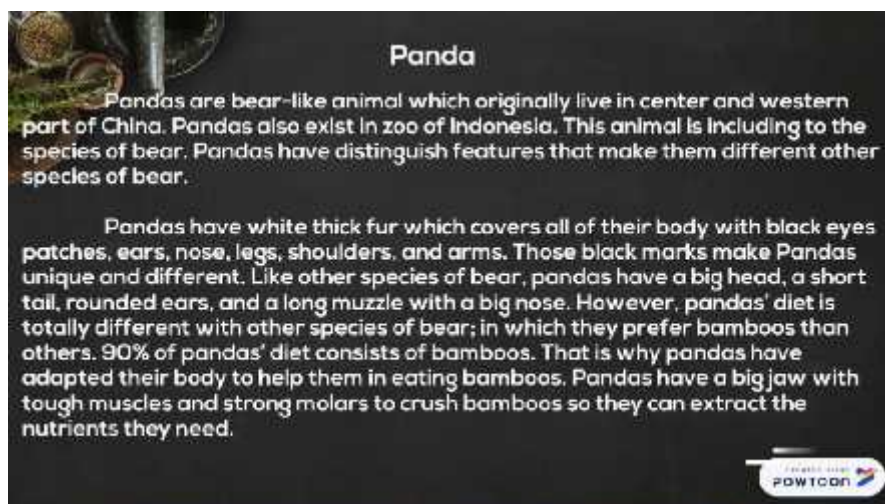 Panda
Pandas are bear-like animal which originally live in center and western
part of China. Pandas also exist in zoo of Indonesia. This animal is including to the
species of bear. Pandas have distinguish features that make them different other
species of bear.
Pandas have white thick fur which covers all of their body with black eyes
patches, ears, nose, legs, shoulders, and arms. Those black marks make Pandas
unique and different. Like other species of bear, pandas have a big head, a short
tail, rounded ears, and a long muzzle with a big nose. However, pandas' diet is
totally different with other species of bear; in which they prefer bamboos than
others. 90% of pandas' diet consists of bamboos. That is why pandas have
adapted their body to help them in eating bamboos. Pandas have a big jaw with
tough muscles and strong molars to crush bamboos so they can extract the
nutrients they need.
POWTOON